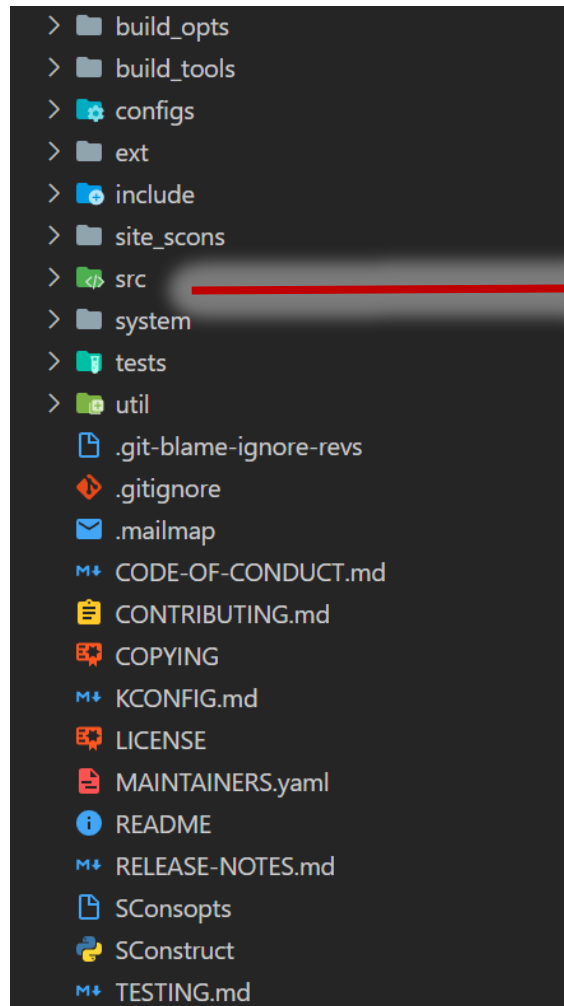 build_opts
build_tools
configs
ext
include
site_scons
src
system
tests
util
.git-blame-ignore-revs
.gitignore
.mailmap
CODE-OF-CONDUCT.md
CONTRIBUTING.md
COPYING
KCONFIG.md
LICENSE
MAINTAINERS.yaml
README
RELEASE-NOTES.md
SConsopts
SConstruct
TESTING.md